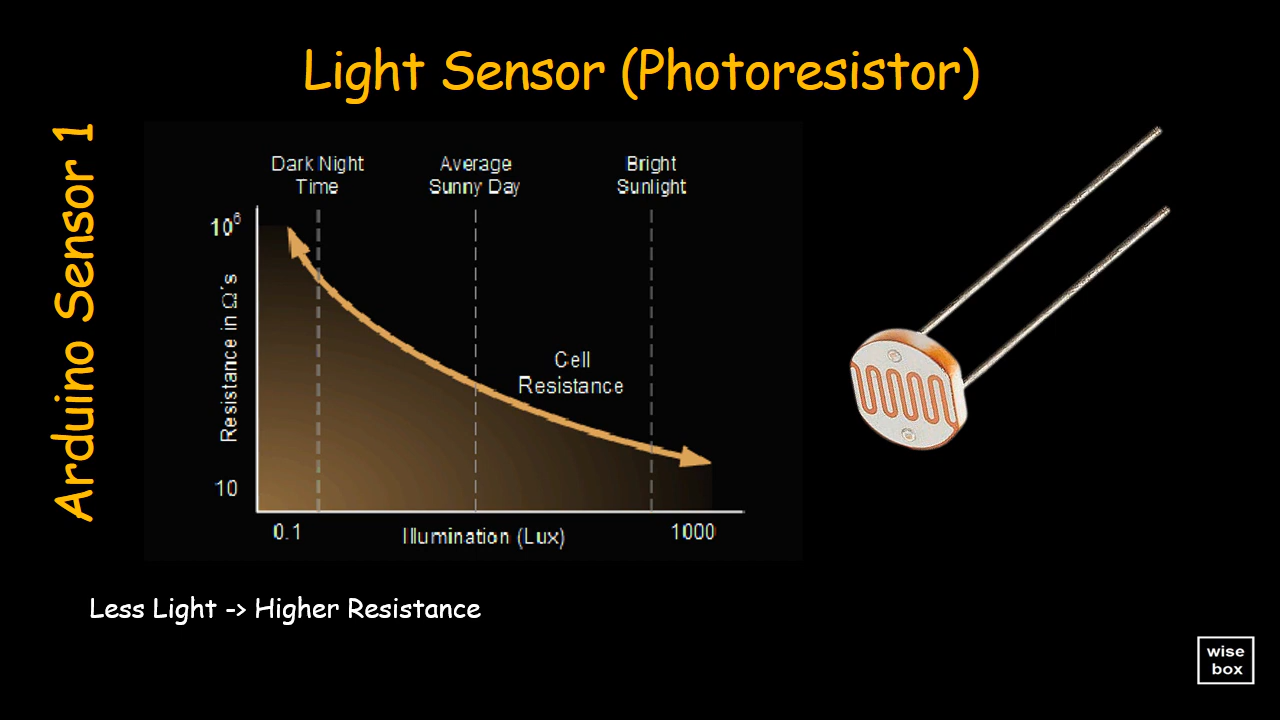 Light Sensor (Photoresistor)
Arduino Sensor 1
Dark Night
Time
Average
Sunny Day
Bright
Sunlight
10⁶
Resistance in Ω's
Cell
Resistance
10
0.1
Illumination (Lux)
1000
Less Light -> Higher Resistance
wise
box